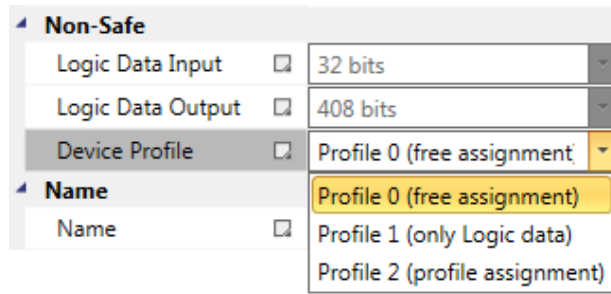 Non-Safe
Logic Data Input 32 bits
Logic Data Output 408 bits
Device Profile Profile 0 (free assignment)
Name Profile 0 (free assignment)
Name Profile 1 (only Logic data)
Profile 2 (profile assignment)